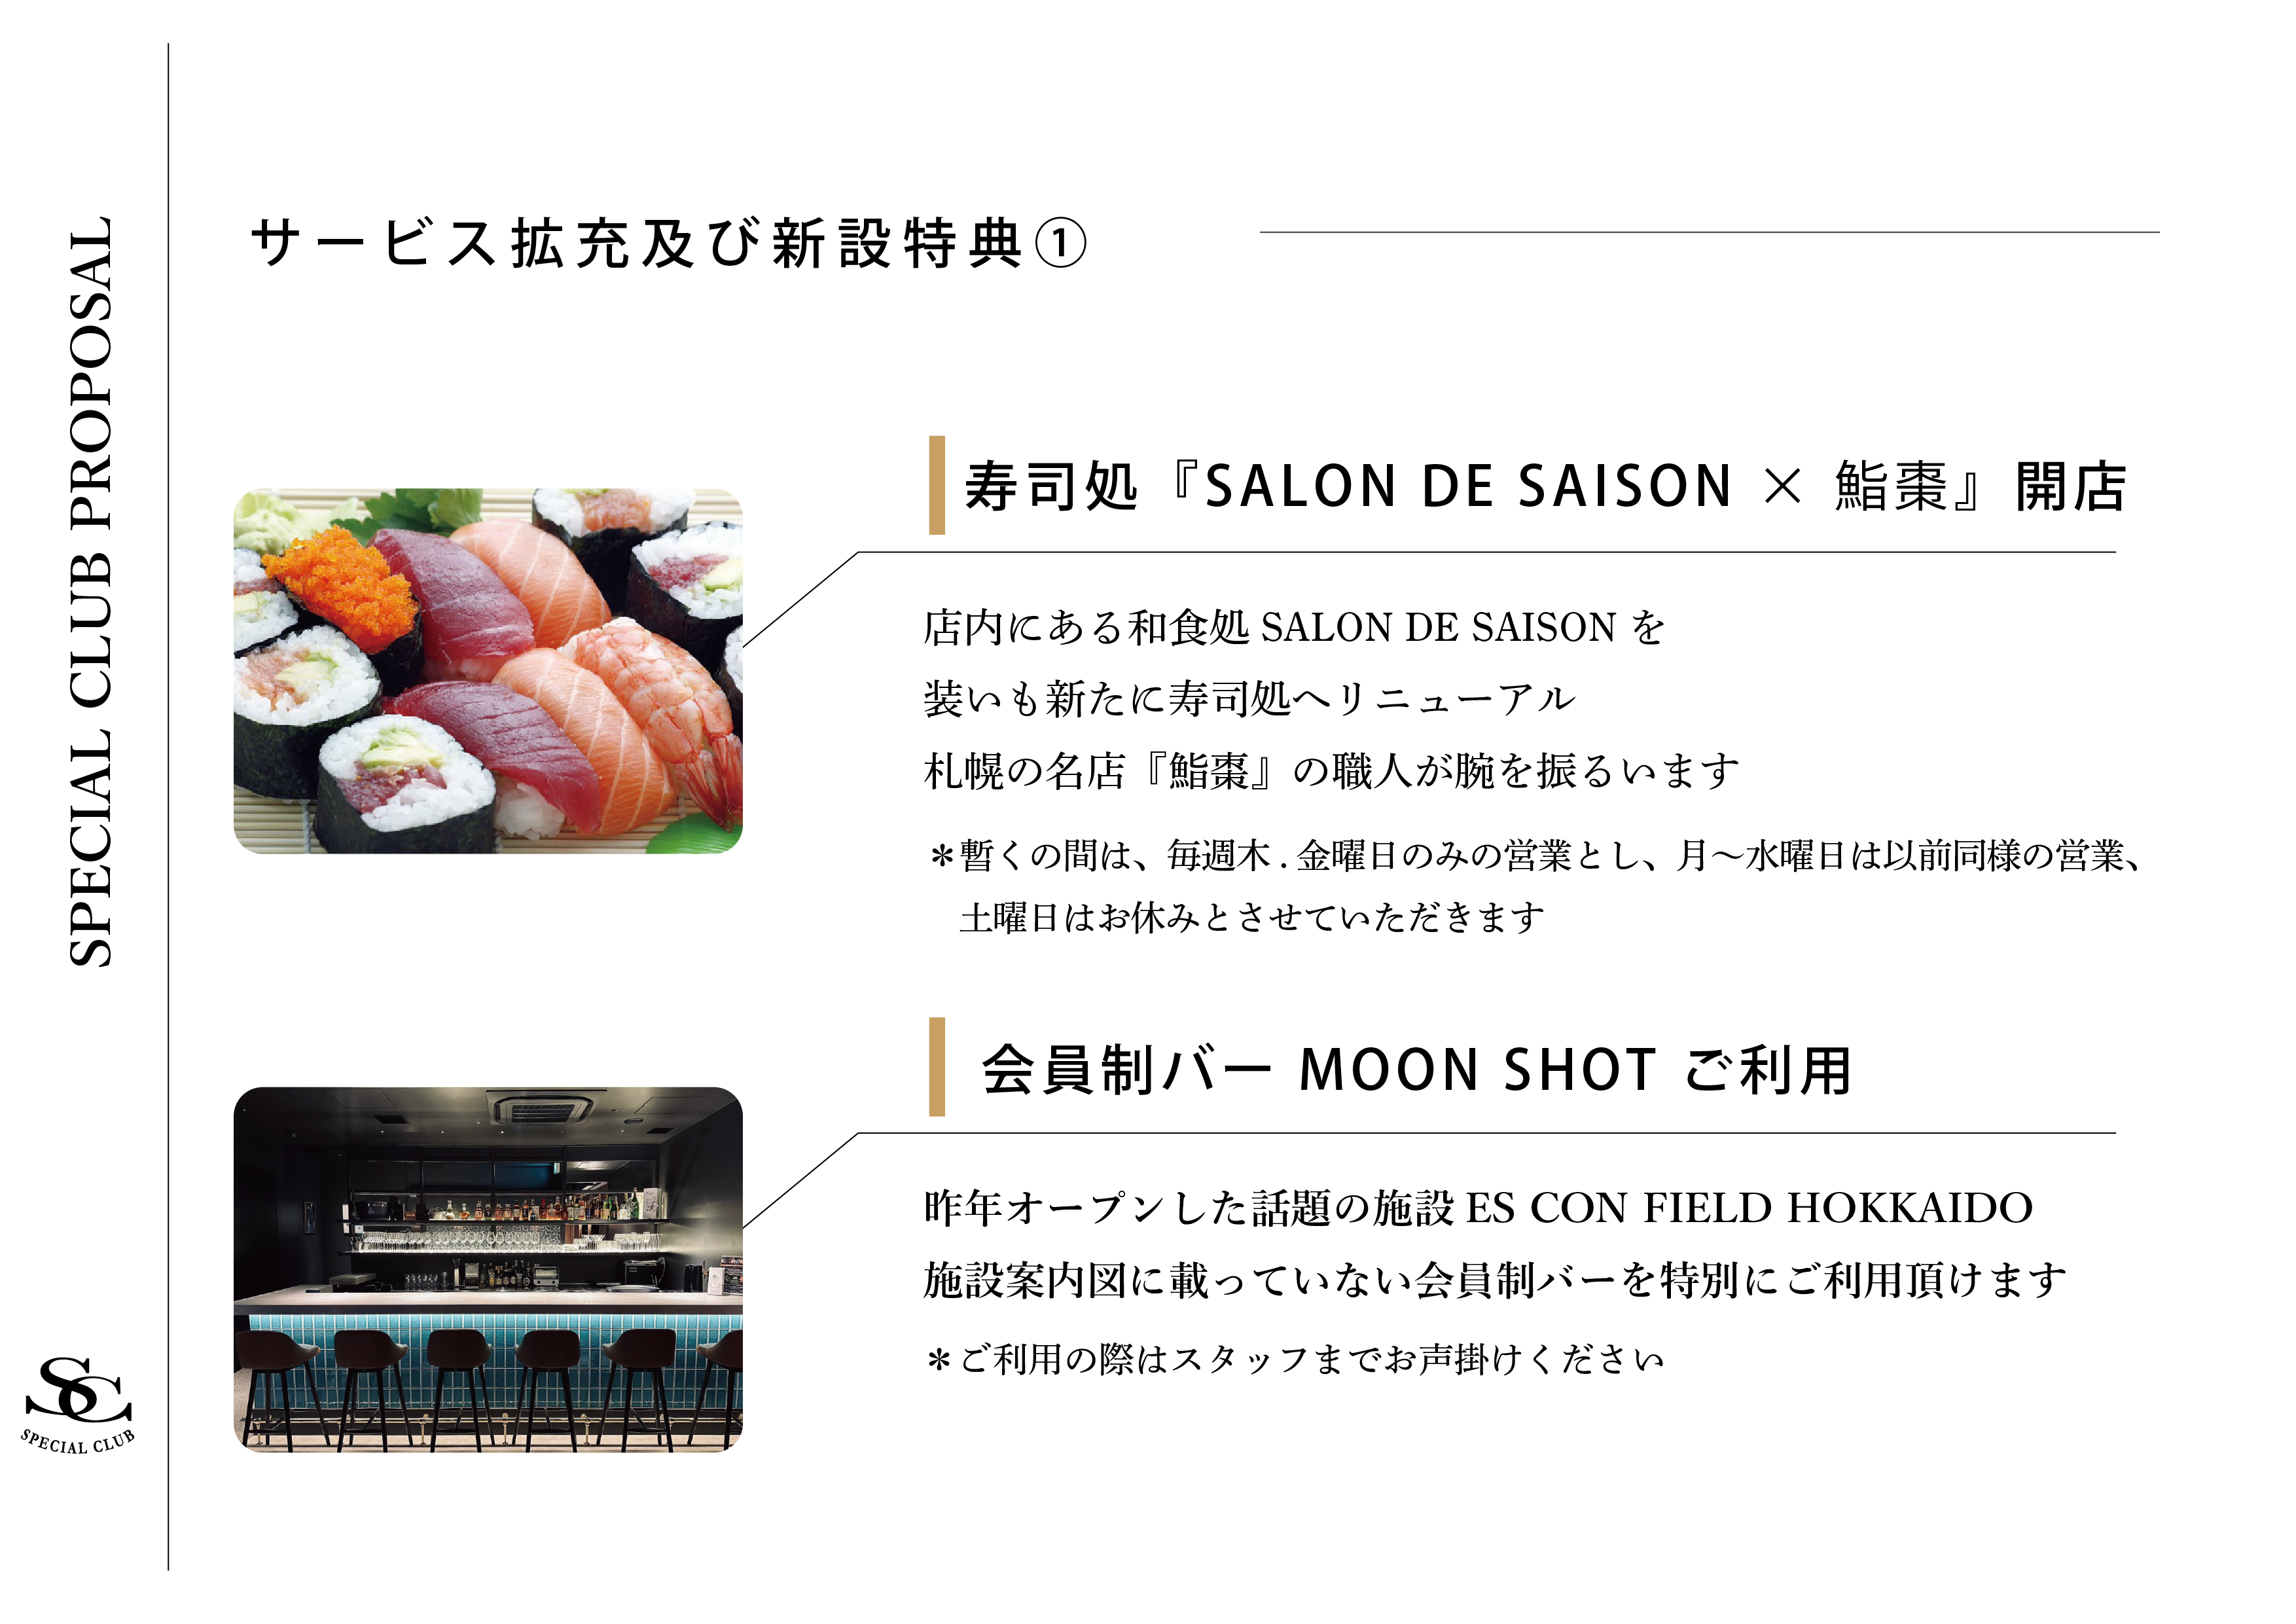 SPECIAL CLUB PROPOSAL
サービス拡充及び新設特典①
寿司処『SALON DE SAISON × 鮨棗』開店
店内にある和食処 SALON DE SAISON を
装いも新たに寿司処へリニューアル
札幌の名店『鮨棗』の職人が腕を振るいます
＊暫くの間は、毎週木 . 金曜日のみの営業とし、月〜水曜日は以前同様の営業、
土曜日はお休みとさせていただきます
会員制バー MOON SHOT ご利用
昨年オープンした話題の施設 ES CON FIELD HOKKAIDO
施設案内図に載っていない会員制バーを特別にご利用頂けます
＊ご利用の際はスタッフまでお声掛けください
SC
SPECIAL CLUB